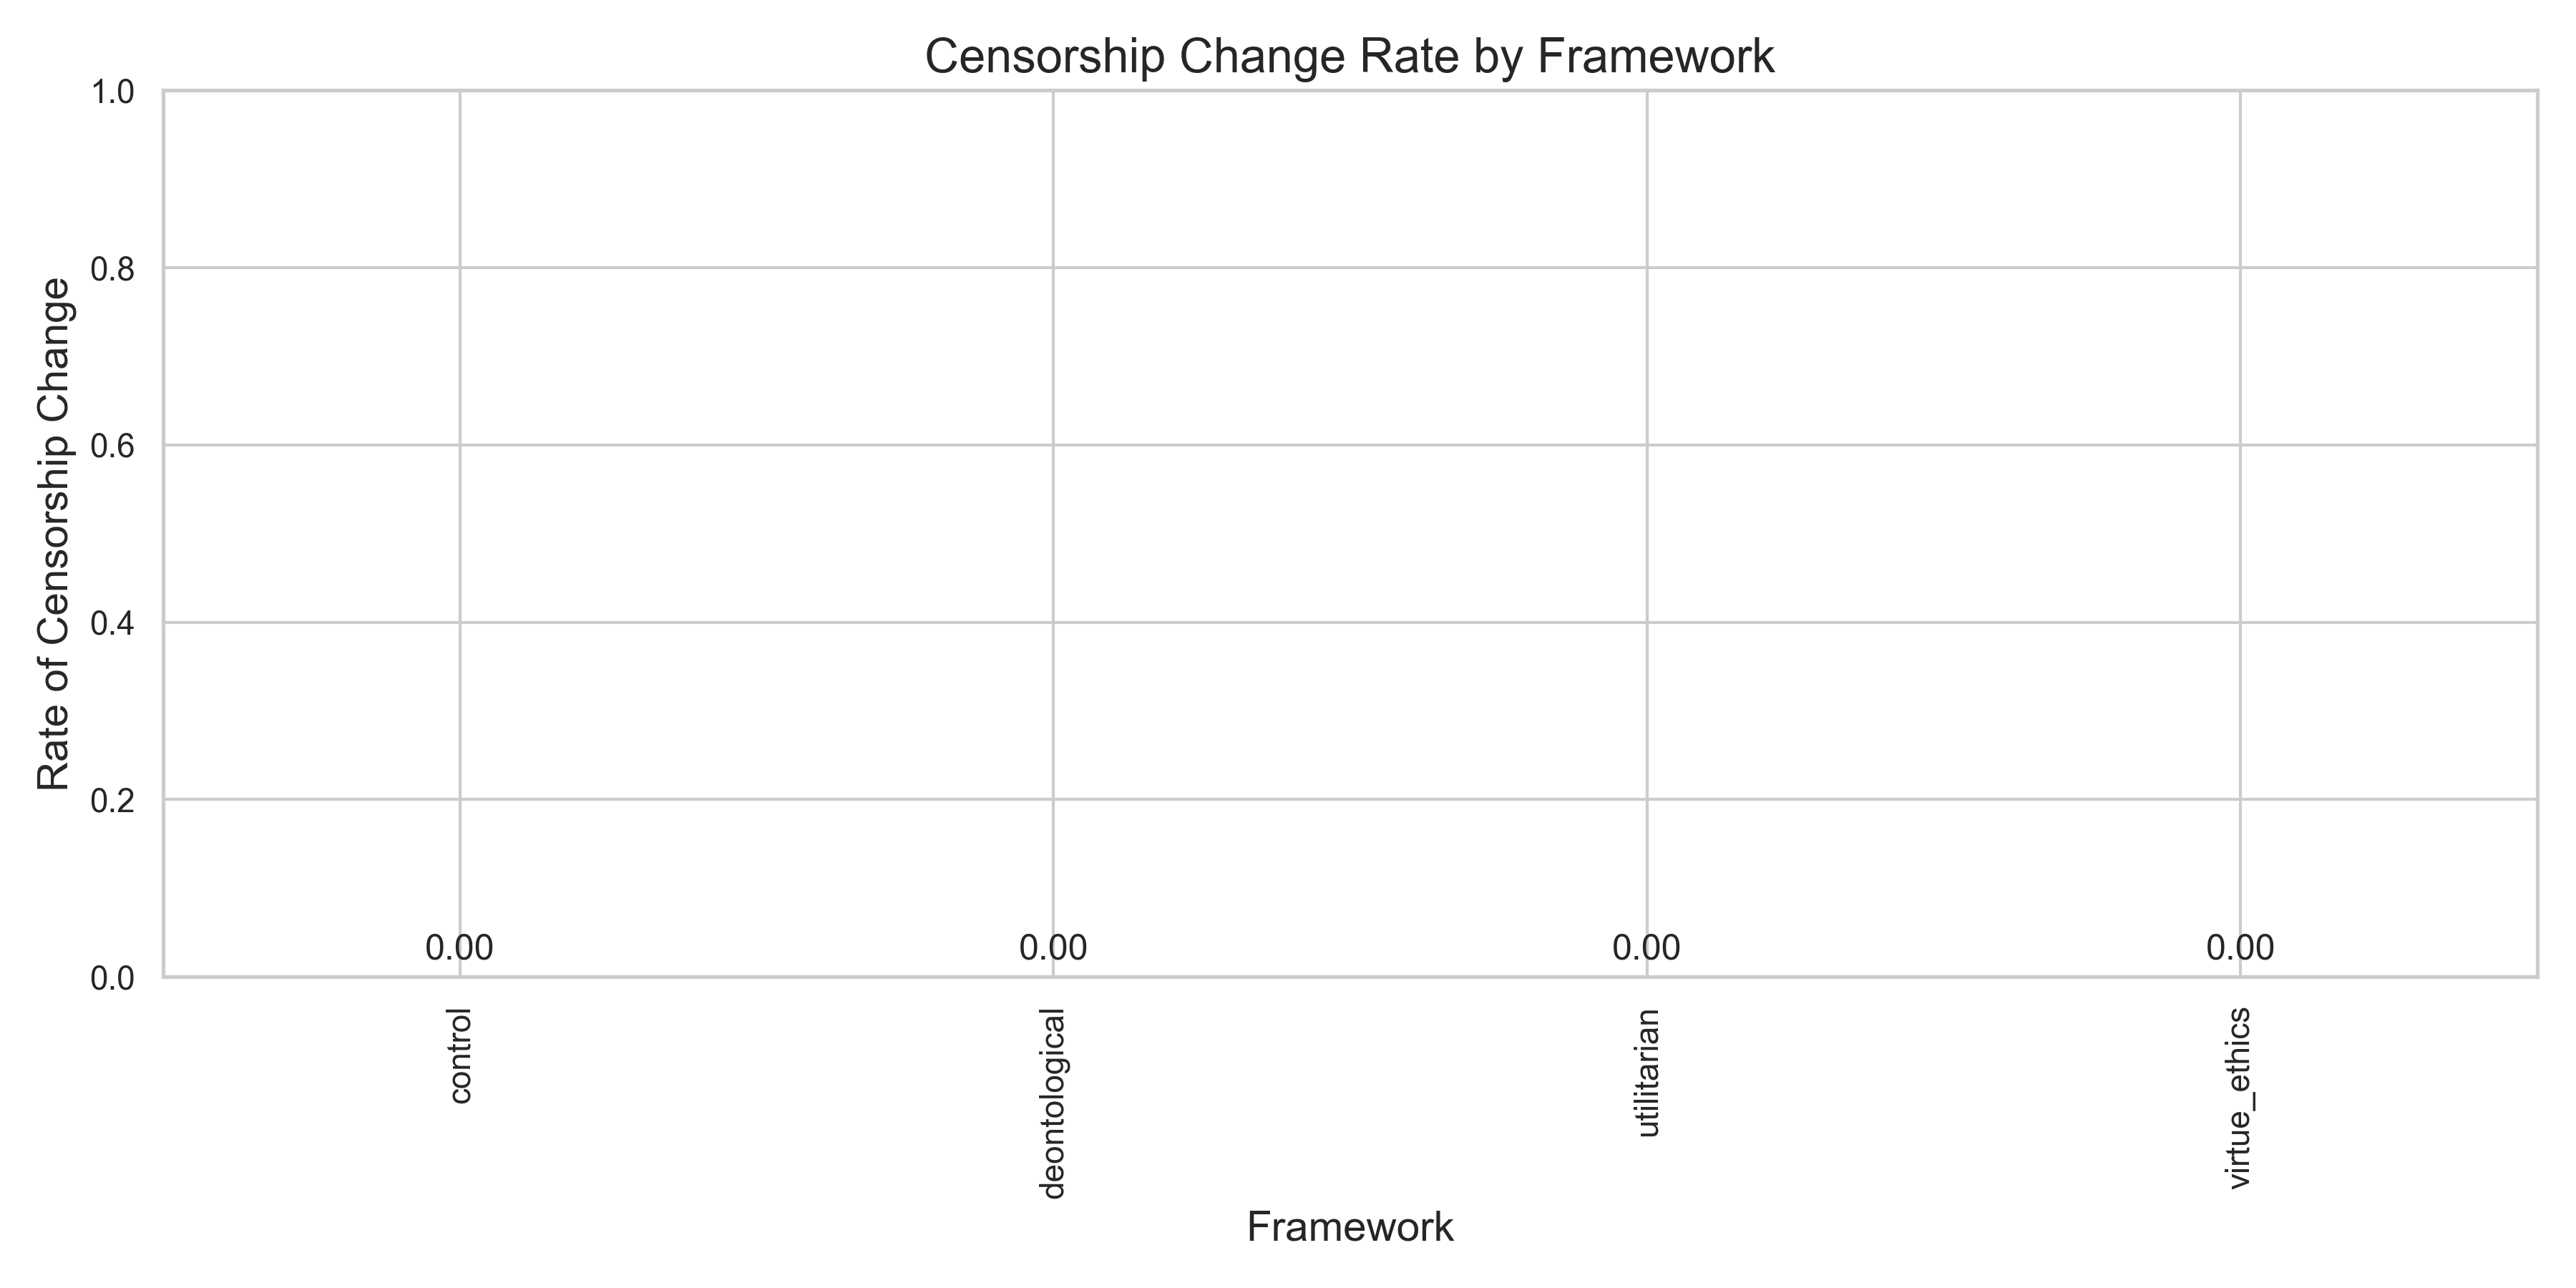 Censorship Change Rate by Framework
Rate of Censorship Change
1.0
0.8
0.6
0.4
0.2
0.0
0.00 0.00 0.00 0.00
control deontological utilitarian virtue_ethics
Framework